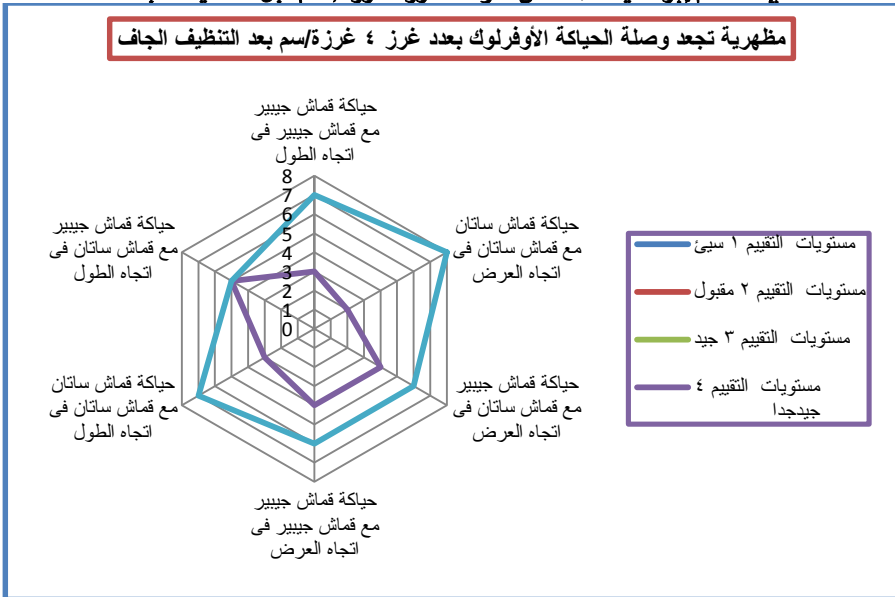 مظهرية تجعد وصلة الحياكة الأوفرلوك بعدد غرز ٤ غرزة/سم بعد التنظيف الجاف
حياكة قماش جيبير
مع قماش جيبير فى
اتجاه الطول
8
7
6
5
4
3
2
1
0
حياكة قماش ساتان
مع قماش ساتان فى
اتجاه العرض
حياكة قماش جيبير
مع قماش ساتان فى
اتجاه العرض
حياكة قماش جيبير
مع قماش جيبير فى
اتجاه العرض
حياكة قماش ساتان
مع قماش ساتان فى
اتجاه الطول
حياكة قماش جيبير
مع قماش ساتان فى
اتجاه الطول
مستويات التقييم ١ سيئ
مستويات التقييم ٢ مقبول
مستويات التقييم ٣ جيد
مستويات التقييم ٤
جيدجدا